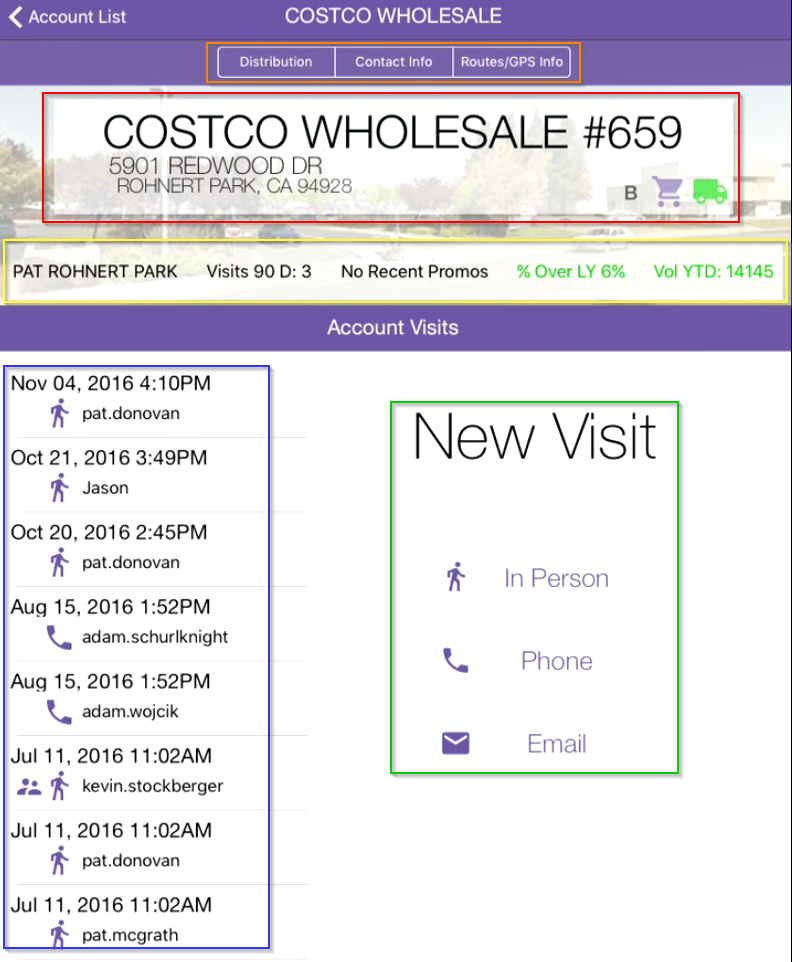 Account List
COSTCO WHOLESALE
Distribution Contact Info Routes/GPS Info
COSTCO WHOLESALE #659
5901 REDWOOD DR
ROHNERT PARK, CA 94928
B
PAT ROHNERT PARK Visits 90 D: 3 No Recent Promos % Over LY 6% Vol YTD: 14145
Account Visits
Nov 04, 2016 4:10PM
pat.donovan
Oct 21, 2016 3:49PM
Jason
Oct 20, 2016 2:45PM
pat.donovan
Aug 15, 2016 1:52PM
adam.schurlknight
Aug 15, 2016 1:52PM
adam.wojcik
Jul 11, 2016 11:02AM
kevin.stockberger
Jul 11, 2016 11:02AM
pat.donovan
Jul 11, 2016 11:02AM
pat.mcgrath
New Visit
In Person
Phone
Email